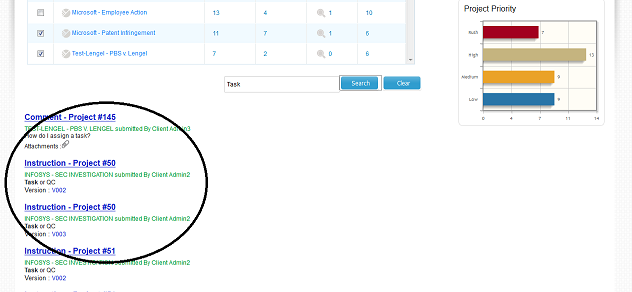 Microsoft - Employee Action 13 4 1 10
Microsoft - Patent Infringement 11 7 1 5
Test-Lengel - PBS v Lengel 7 2 0 6
Task Search Clear
Comment - Project #145
TEST-LENGEL - PBS V. LENGEL submitted By Client Admin3
How do I assign a task?
Attachments :
Instruction - Project #50
INFOSYS - SEC INVESTIGATION submitted By Client Admin2
Task or QC
Version : V002
Instruction - Project #50
INFOSYS - SEC INVESTIGATION submitted By Client Admin2
Task or QC
Version : V003
Instruction - Project #51
INFOSYS - SEC INVESTIGATION submitted By Client Admin2
Task or QC
Version : V002
Project Priority
Rush 7
High 13
Medium 9
Low 9
0 4 7 11 14